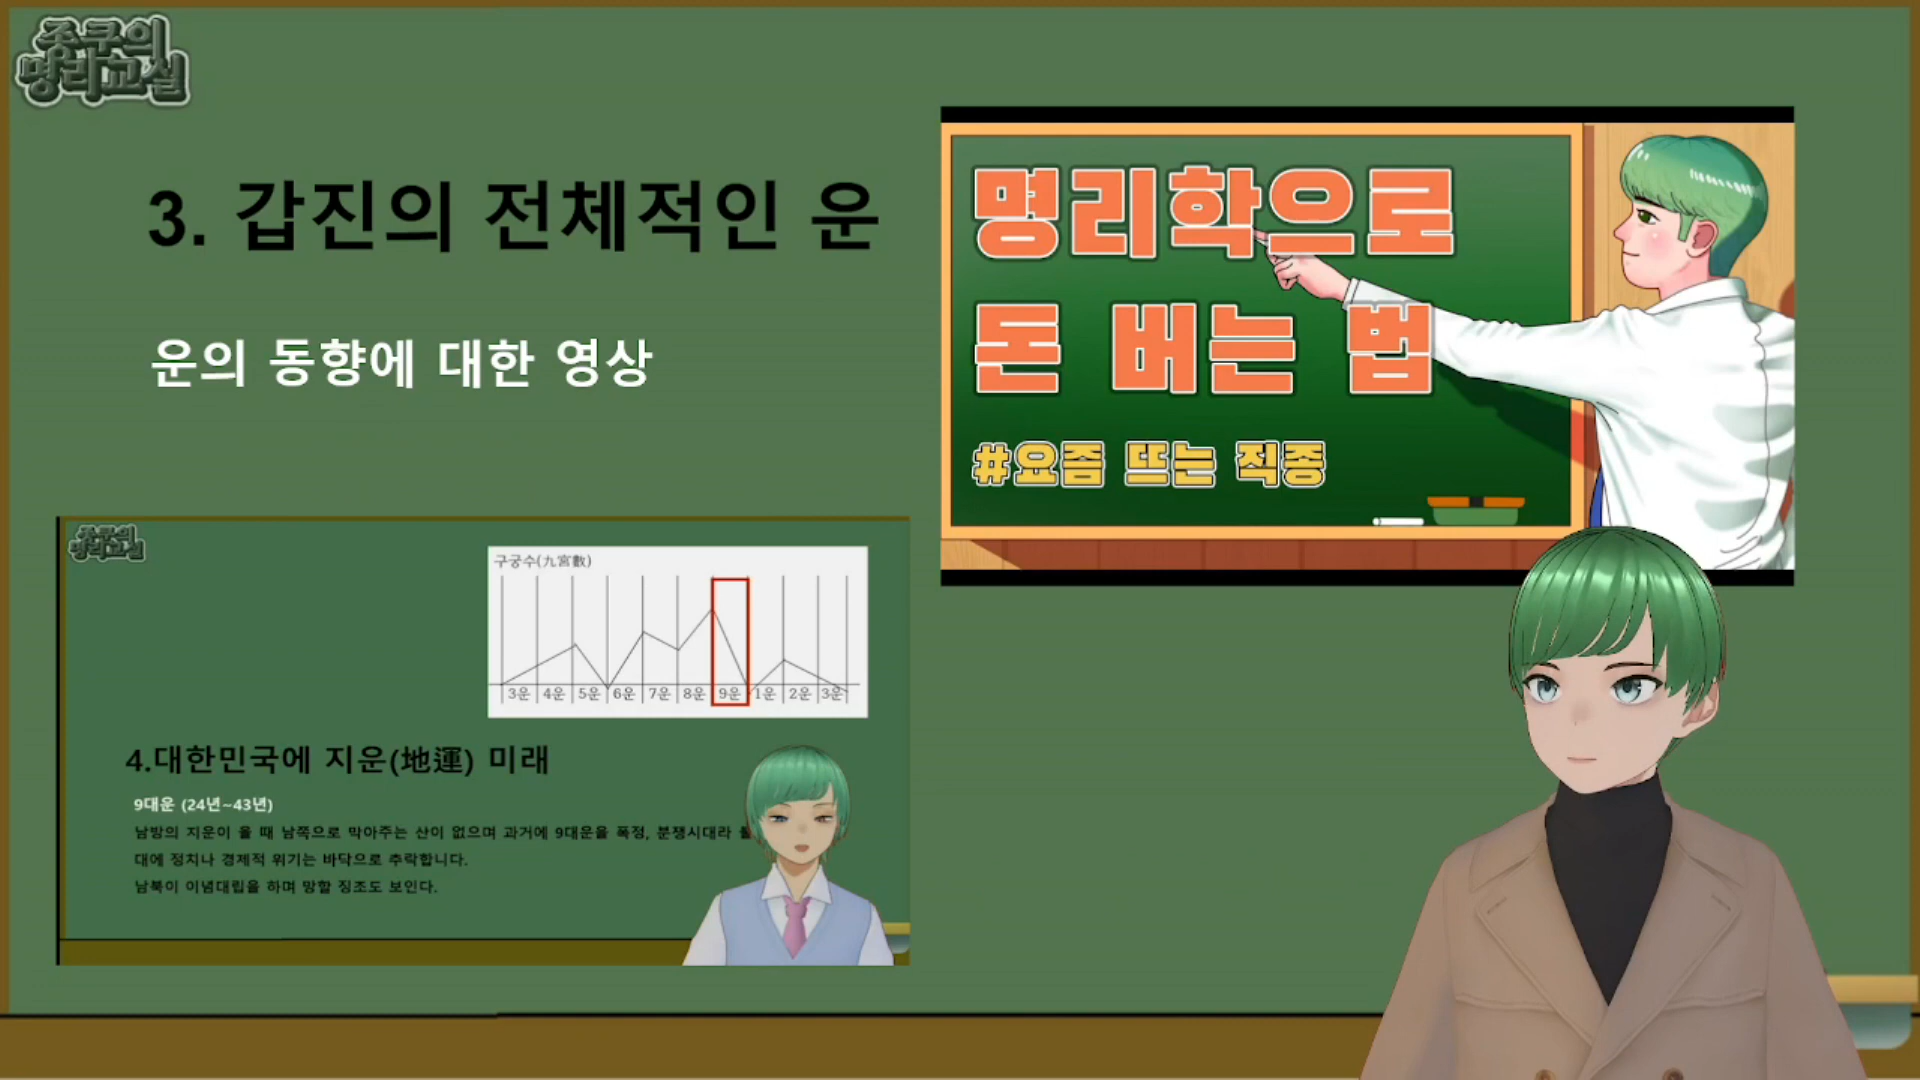 종쿠의
명리교실
3. 갑진의 전체적인 운
운의 동향에 대한 영상
명리학으로
돈 버는 법
#요즘 뜨는 직종
종쿠의
명리교실
구궁수(九宮數)
3운 4운 5운 6운 7운 8운 9운 1운 2운 3운
4.대한민국에 지운(地運) 미래
9대운 (24년~43년)
남방의 지운이 올 때 남쪽으로 막아주는 산이 없으며 과거에 9대운을 폭정, 분쟁시대라
대에 정치나 경제적 위기는 바닥으로 추락합니다.
남북이 이념대립을 하며 망할 징조도 보인다.